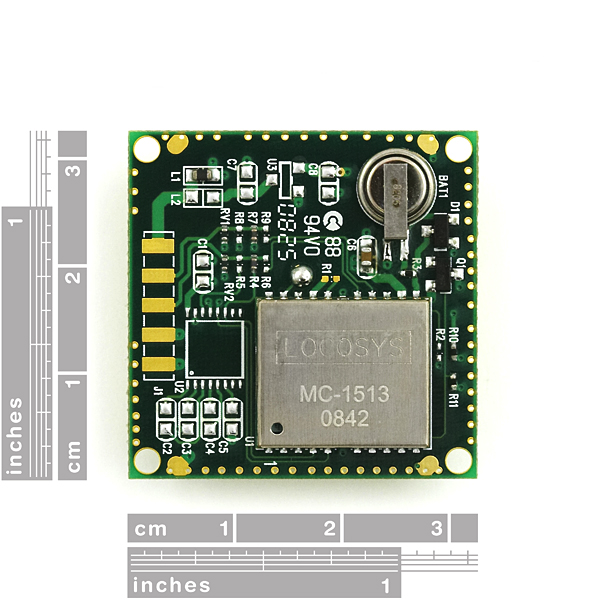 C7
U3
C8
L1
L2
BAT1
RV1
R8
R7
R9
5280
94V0
88
D1
C1
C6
R3
Q1
R5
R4
R6
R1
RV2
LOCOSYS
MC-1513
0842
R2
R10
R11
J1
U2
C2
C3
C4
C5
U1
1
1
inches
3
2
1
cm
cm
1
2
3
inches
1